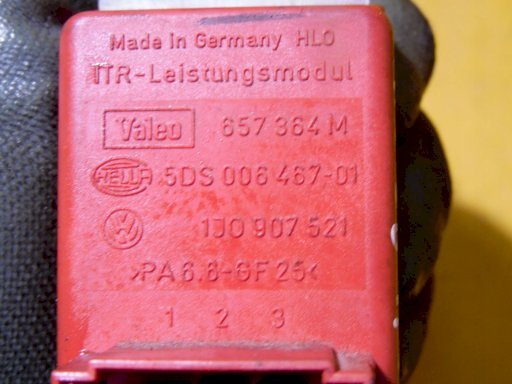 Made in Germany HLO
TTR-Leistungsmodul
Valeo 657 364 M
HELLA 5DS 006 467-01
VW 1J0 907 521
>PA 6.6-GF 25<
1 2 3